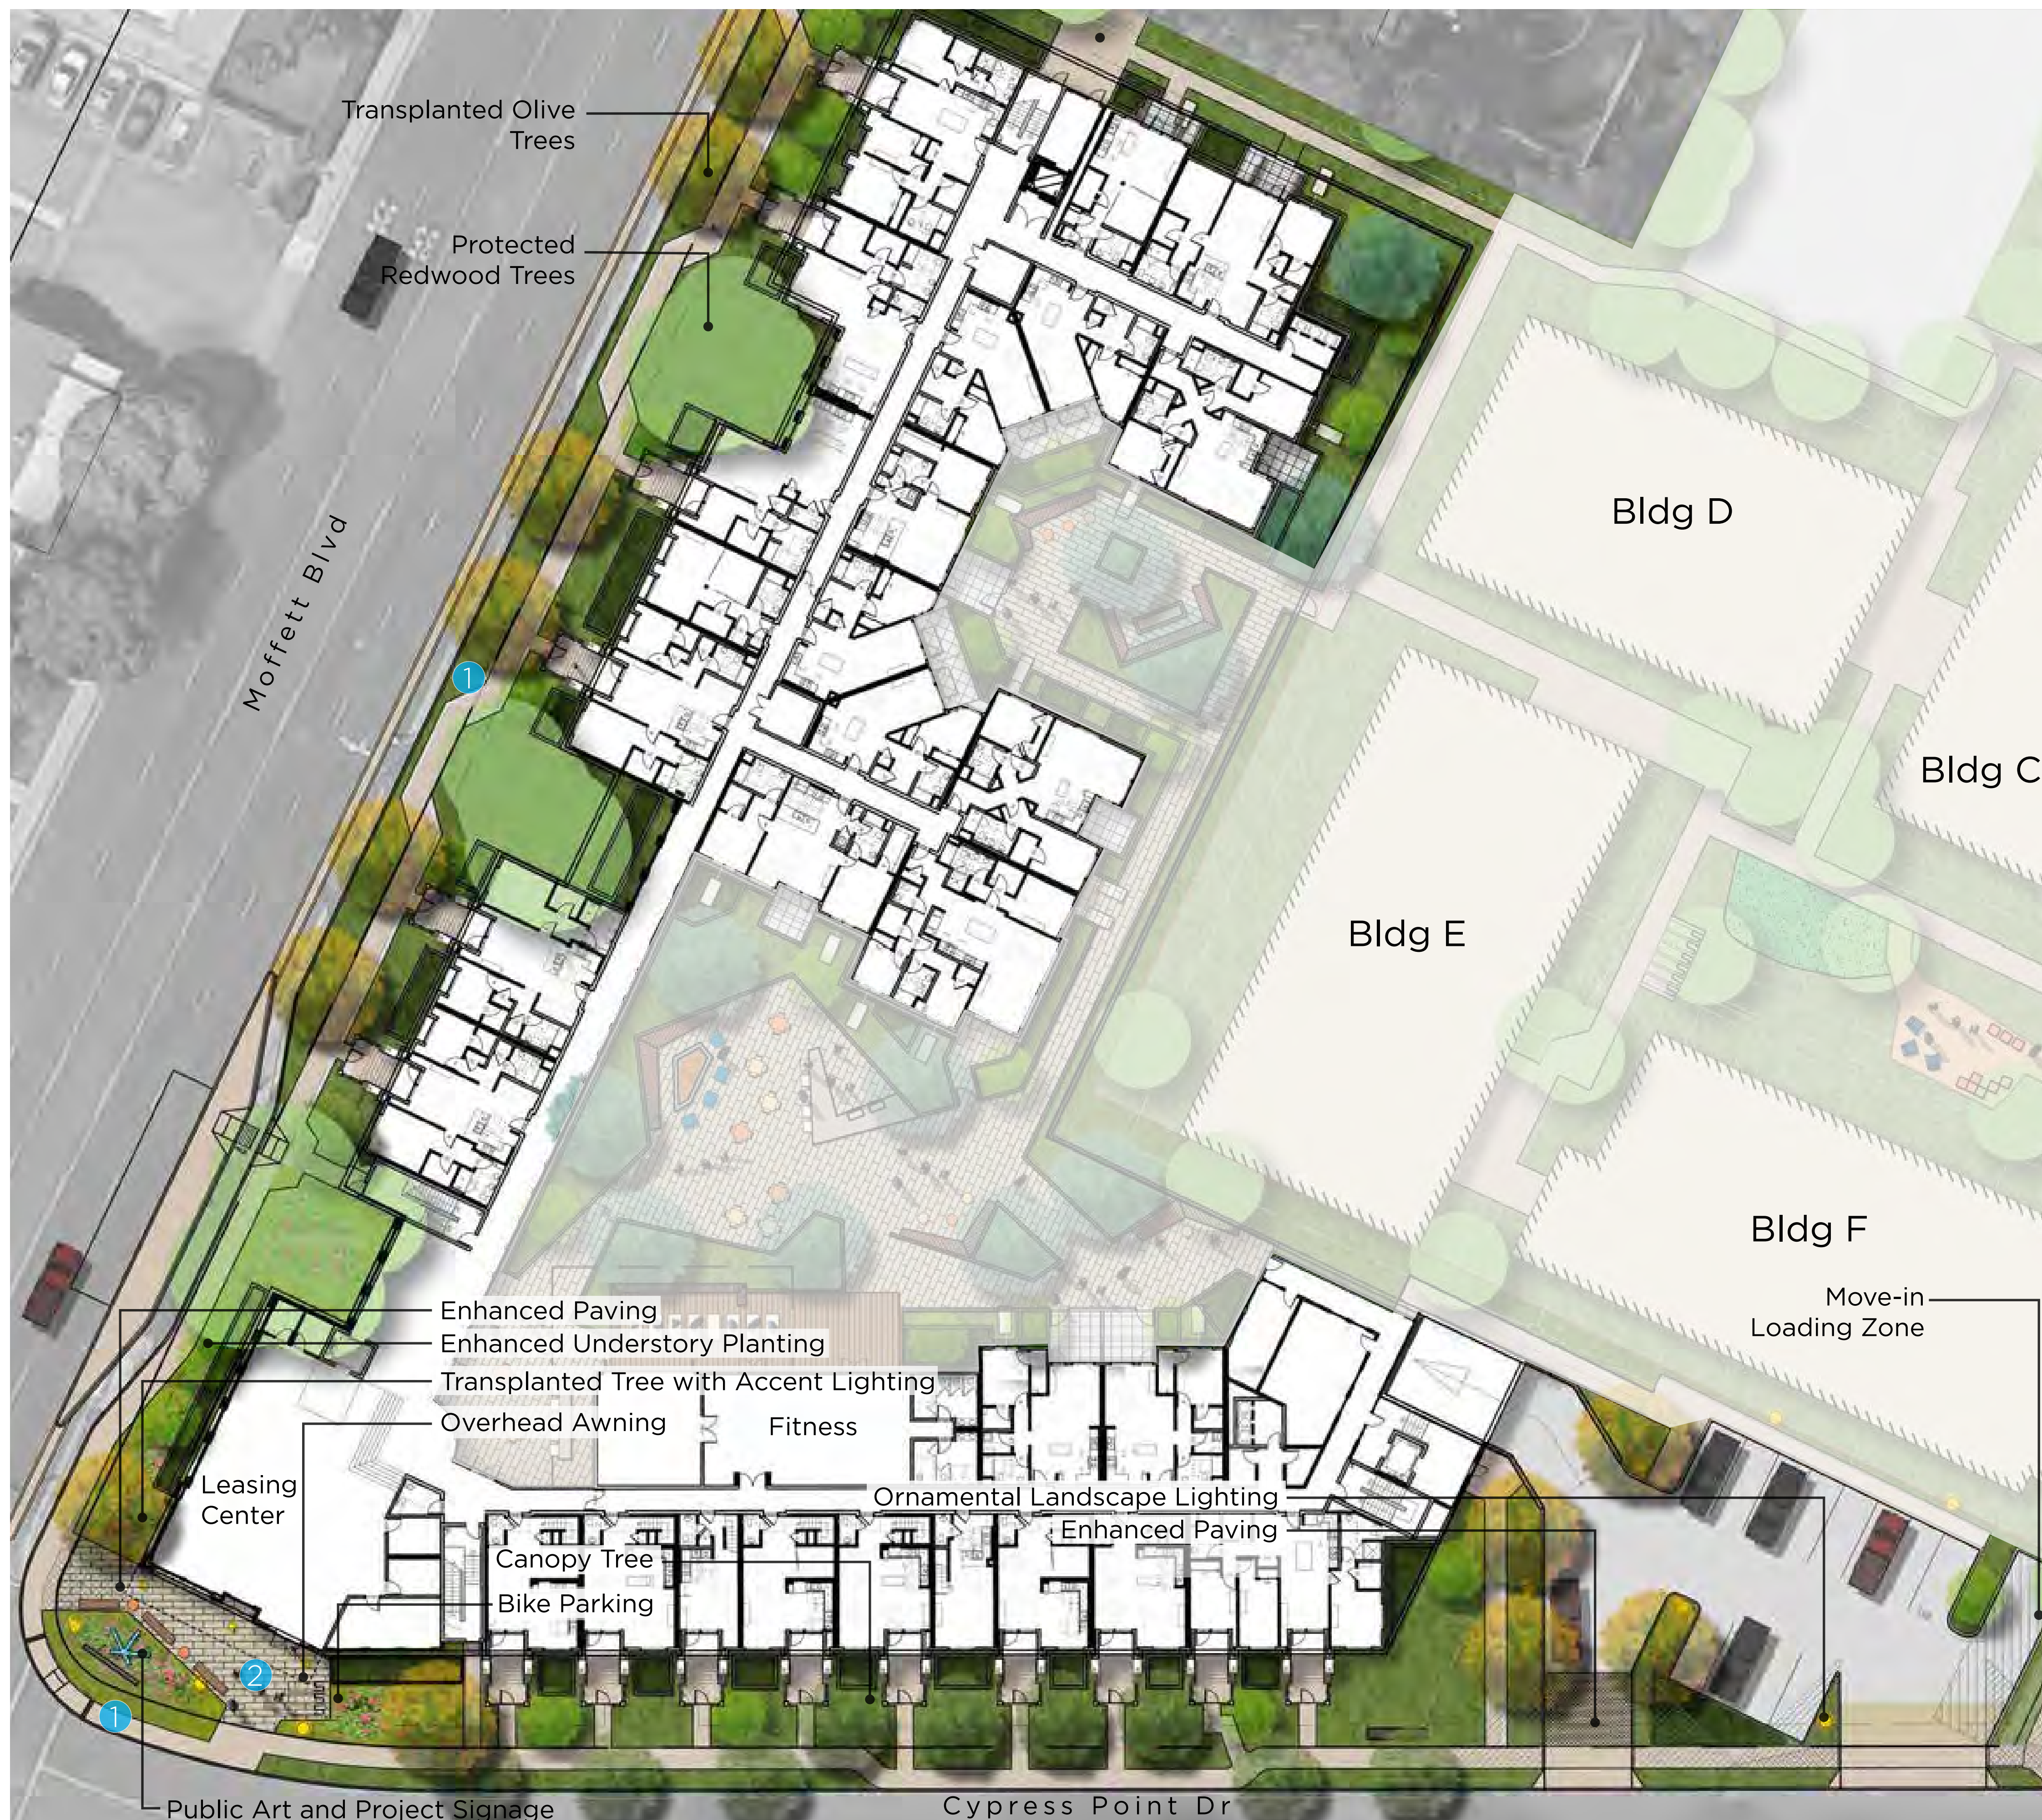 Transplanted Olive
Trees
Protected
Redwood Trees
Moffett Blvd
Bldg D
Bldg C
1
Bldg E
Bldg F
Move-in
Loading Zone
Enhanced Paving
Enhanced Understory Planting
Transplanted Tree with Accent Lighting
Overhead Awning
Fitness
Leasing
Center
Ornamental Landscape Lighting
Enhanced Paving
Canopy Tree
Bike Parking
2
1
Public Art and Project Signage
Cypress Point Dr